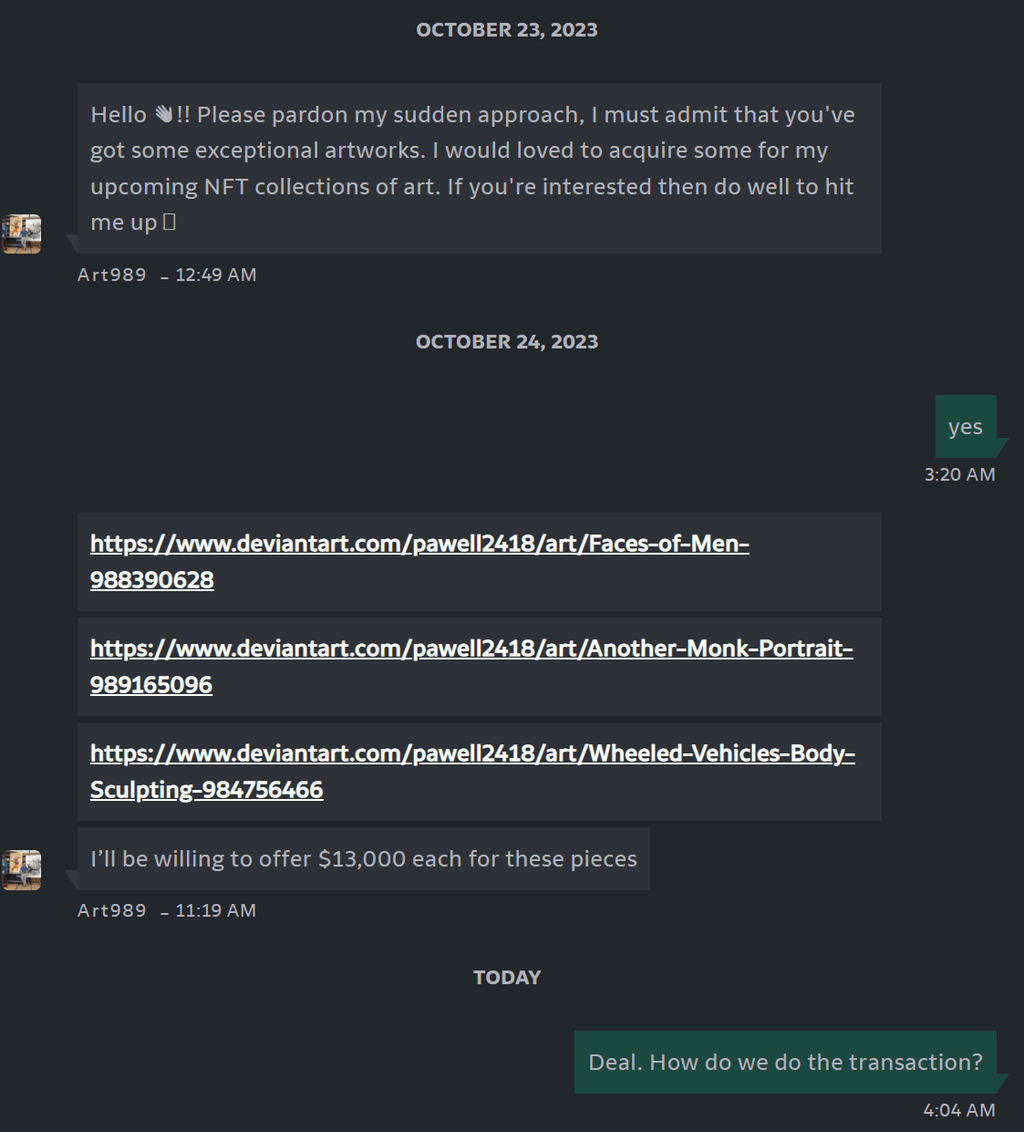 OCTOBER 23, 2023
Hello 👋!! Please pardon my sudden approach, I must admit that you've
got some exceptional artworks. I would loved to acquire some for my
upcoming NFT collections of art. If you're interested then do well to hit
me up
Art989 – 12:49 AM
OCTOBER 24, 2023
yes
3:20 AM
https://www.deviantart.com/pawell2418/art/Faces-of-Men-
988390628
https://www.deviantart.com/pawell2418/art/Another-Monk-Portrait-
989165096
https://www.deviantart.com/pawell2418/art/Wheeled-Vehicles-Body-
Sculpting-984756466
I’ll be willing to offer $13,000 each for these pieces
Art989 – 11:19 AM
TODAY
Deal. How do we do the transaction?
4:04 AM